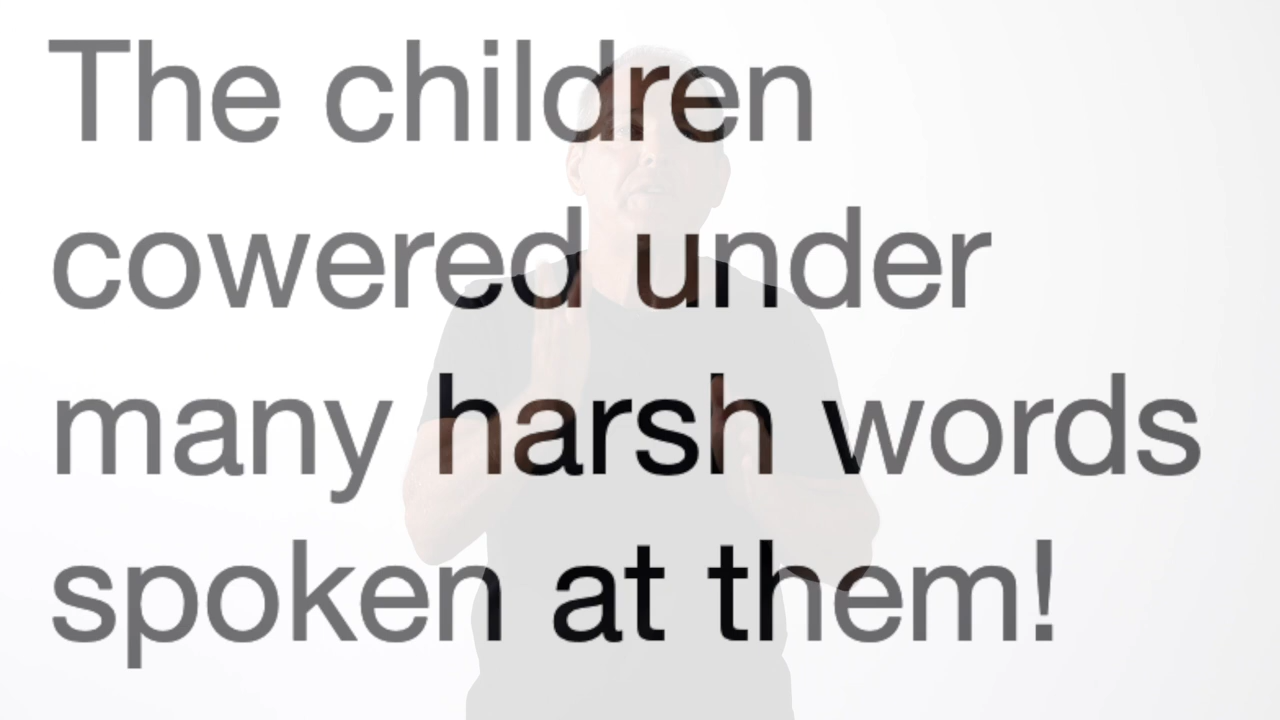 The children
cowered under
many harsh words
spoken at them!